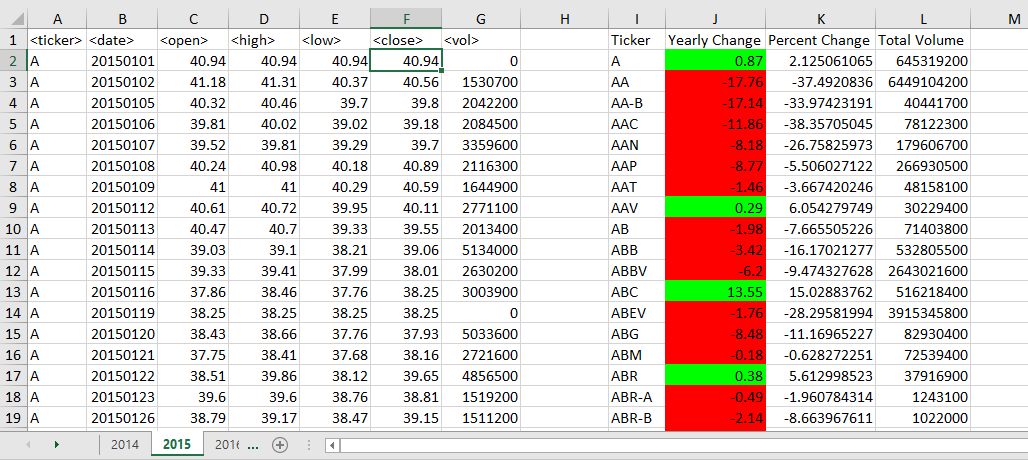 A B C D E F G H I J K L M
1 <ticker> <date> <open> <high> <low> <close> <vol> Ticker Yearly Change Percent Change Total Volume
2 A 20150101 40.94 40.94 40.94 40.94 0 A 0.87 2.125061065 645319200
3 A 20150102 41.18 41.31 40.37 40.56 1530700 AA -17.76 -37.4920836 6449104200
4 A 20150105 40.32 40.46 39.7 39.8 2042200 AA-B -17.14 -33.97423191 40441700
5 A 20150106 39.81 40.02 39.02 39.18 2084500 AAC -11.86 -38.35705045 78122300
6 A 20150107 39.52 39.81 39.29 39.7 3359600 AAN -8.18 -26.75825973 179606700
7 A 20150108 40.24 40.98 40.18 40.89 2116300 AAP -8.77 -5.506027122 266930500
8 A 20150109 41 41 40.29 40.59 1644900 AAT -1.46 -3.667420246 48158100
9 A 20150112 40.61 40.72 39.95 40.11 2771100 AAV 0.29 6.054279749 30229400
10 A 20150113 40.47 40.7 39.33 39.55 2013400 AB -1.98 -7.665505226 71403800
11 A 20150114 39.03 39.1 38.21 39.06 5134000 ABB -3.42 -16.17021277 532805500
12 A 20150115 39.33 39.41 37.99 38.01 2630200 ABBV -6.2 -9.474327628 2643021600
13 A 20150116 37.86 38.46 37.76 38.25 3003900 ABC 13.55 15.02883762 516218400
14 A 20150119 38.25 38.25 38.25 38.25 0 ABEV -1.76 -28.29581994 3915345800
15 A 20150120 38.43 38.66 37.76 37.93 5033600 ABG -8.48 -11.16965227 82930400
16 A 20150121 37.75 38.41 37.68 38.16 2721600 ABM -0.18 -0.628272251 72539400
17 A 20150122 38.51 39.86 38.12 39.65 4856500 ABR 0.38 5.612998523 37916900
18 A 20150123 39.6 39.6 38.76 38.81 1519200 ABR-A -0.49 -1.960784314 1243100
19 A 20150126 38.79 39.17 38.47 39.15 1511200 ABR-B -2.14 -8.663967611 1022000
2014 2015 2016 ...